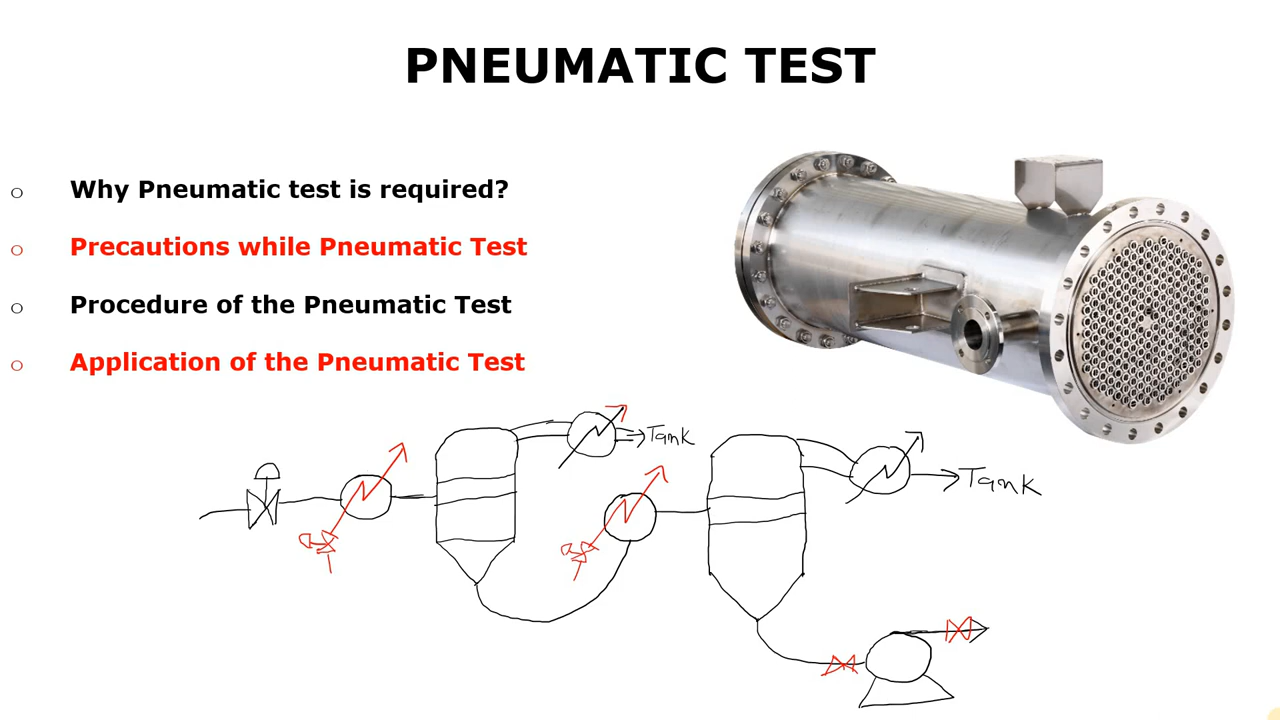 PNEUMATIC TEST
Why Pneumatic test is required?
Precautions while Pneumatic Test
Procedure of the Pneumatic Test
Application of the Pneumatic Test
Tank
Tank